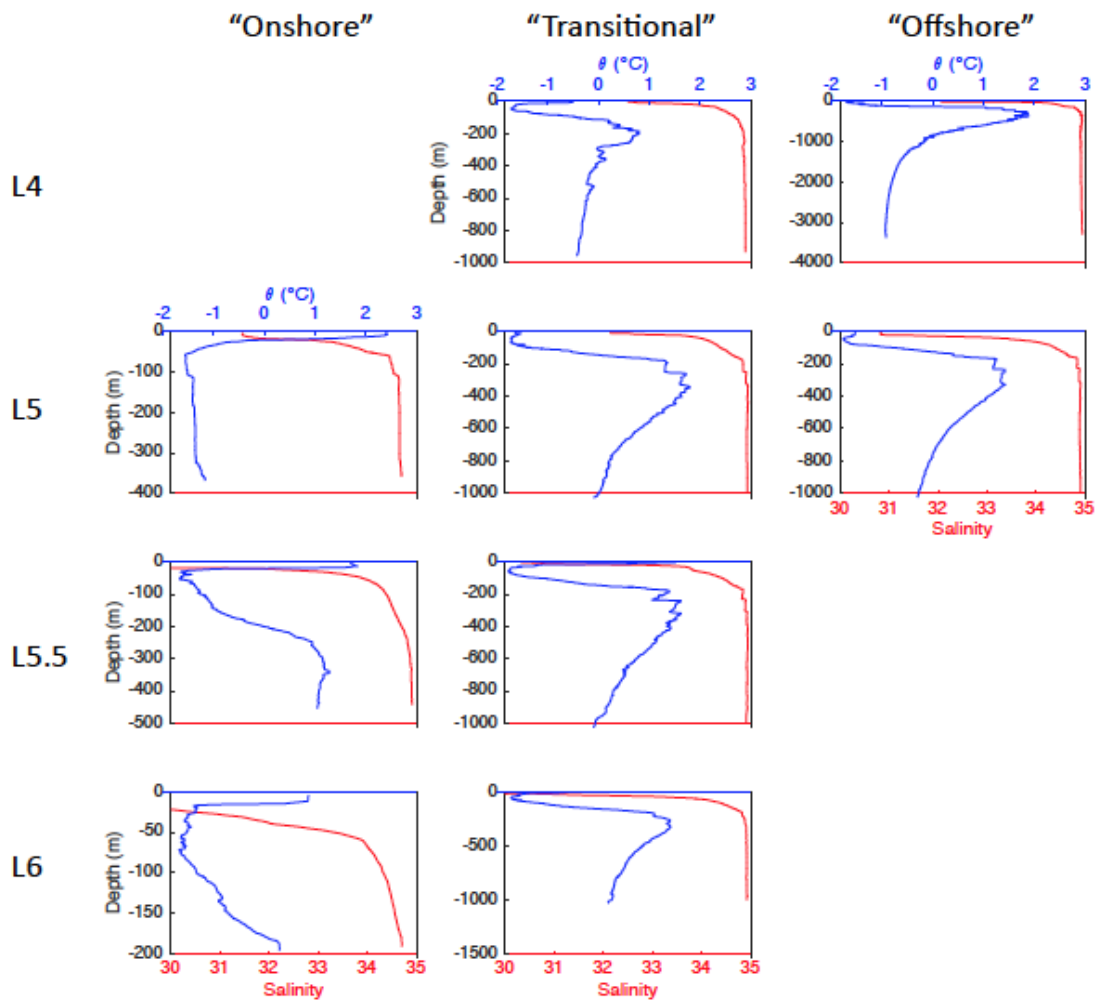 “Onshore” “Transitional” “Offshore”
θ (°C) θ (°C)
-2 -1 0 1 2 3 -2 -1 0 1 2 3
L4
Depth (m)
0
-200
-400
-600
-800
-1000
0
-1000
-2000
-3000
-4000
θ (°C)
-2 -1 0 1 2 3
L5
Depth (m)
0
-100
-200
-300
-400
0
-200
-400
-600
-800
-1000
0
-200
-400
-600
-800
-1000
30 31 32 33 34 35
Salinity
L5.5
Depth (m)
0
-100
-200
-300
-400
-500
0
-200
-400
-600
-800
-1000
L6
Depth (m)
0
-50
-100
-150
-200
30 31 32 33 34 35
Salinity
0
-500
-1000
-1500
30 31 32 33 34 35
Salinity